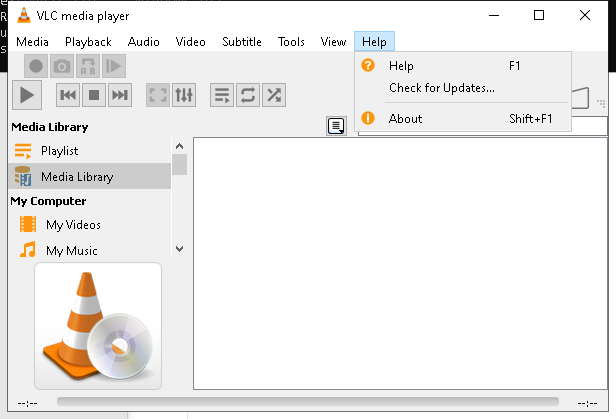 VLC media player
Media Playback Audio Video Subtitle Tools View Help
Help F1
Check for Updates...
About Shift+F1
Media Library
Playlist
Media Library
My Computer
My Videos
My Music
--:-- --:--